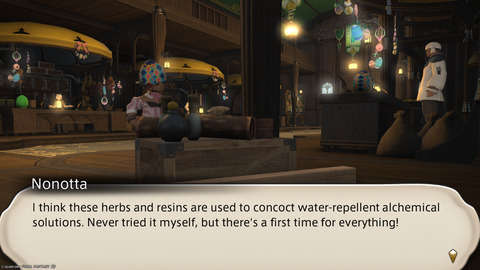 Nonotta
I think these herbs and resins are used to concoct water-repellent alchemical
solutions. Never tried it myself, but there's a first time for everything!